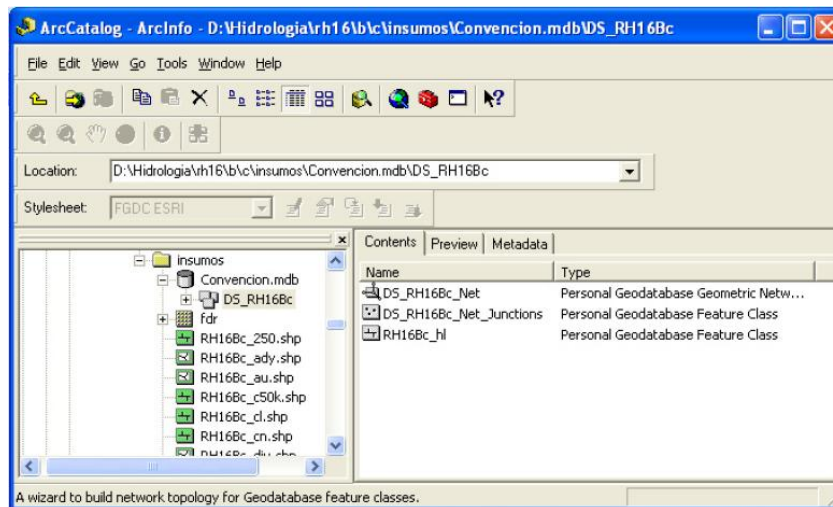 ArcCatalog - ArcInfo - D:\Hidrologia\rh16\b\c\insumos\Convencion.mdb\DS_RH16Bc
File Edit View Go Tools Window Help
Location: D:\Hidrologia\rh16\b\c\insumos\Convencion.mdb\DS_RH16Bc
Stylesheet: FGDC ESRI
insumos
Convencion.mdb
DS_RH16Bc
fdr
RH16Bc_250.shp
RH16Bc_ady.shp
RH16Bc_au.shp
RH16Bc_c50k.shp
RH16Bc_cl.shp
RH16Bc_cn.shp
Contents Preview Metadata
Name Type
DS_RH16Bc_Net Personal Geodatabase Geometric Netw...
DS_RH16Bc_Net_Junctions Personal Geodatabase Feature Class
RH16Bc_hl Personal Geodatabase Feature Class
A wizard to build network topology for Geodatabase feature classes.